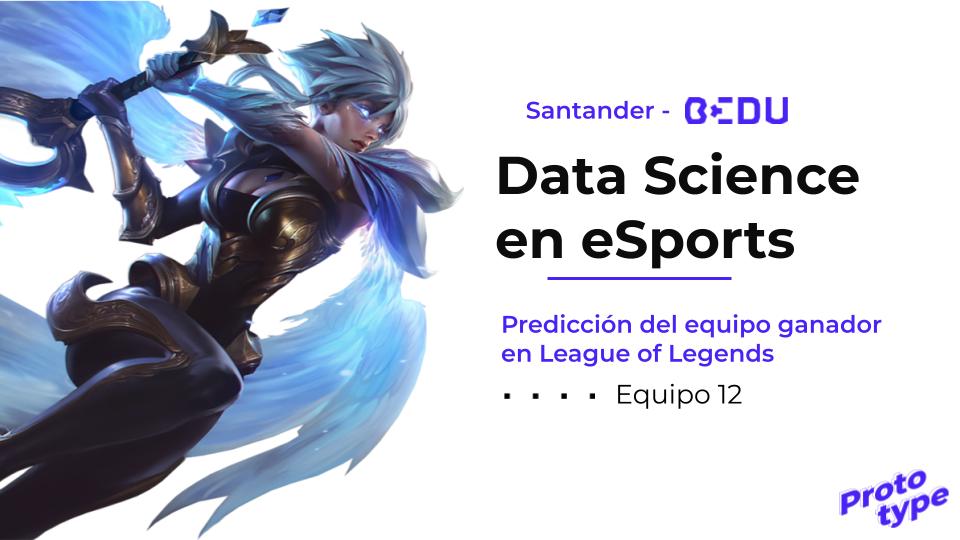 Santander - BEDU
Data Science
en eSports
Predicción del equipo ganador
en League of Legends
Equipo 12
Proto
type